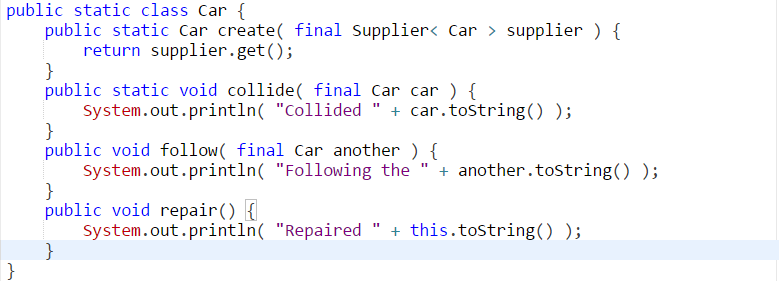 public static class Car {
    public static Car create( final Supplier< Car > supplier ) {
        return supplier.get();
    }
    public static void collide( final Car car ) {
        System.out.println( "Collided " + car.toString() );
    }
    public void follow( final Car another ) {
        System.out.println( "Following the " + another.toString() );
    }
    public void repair() {
        System.out.println( "Repaired " + this.toString() );
    }
}